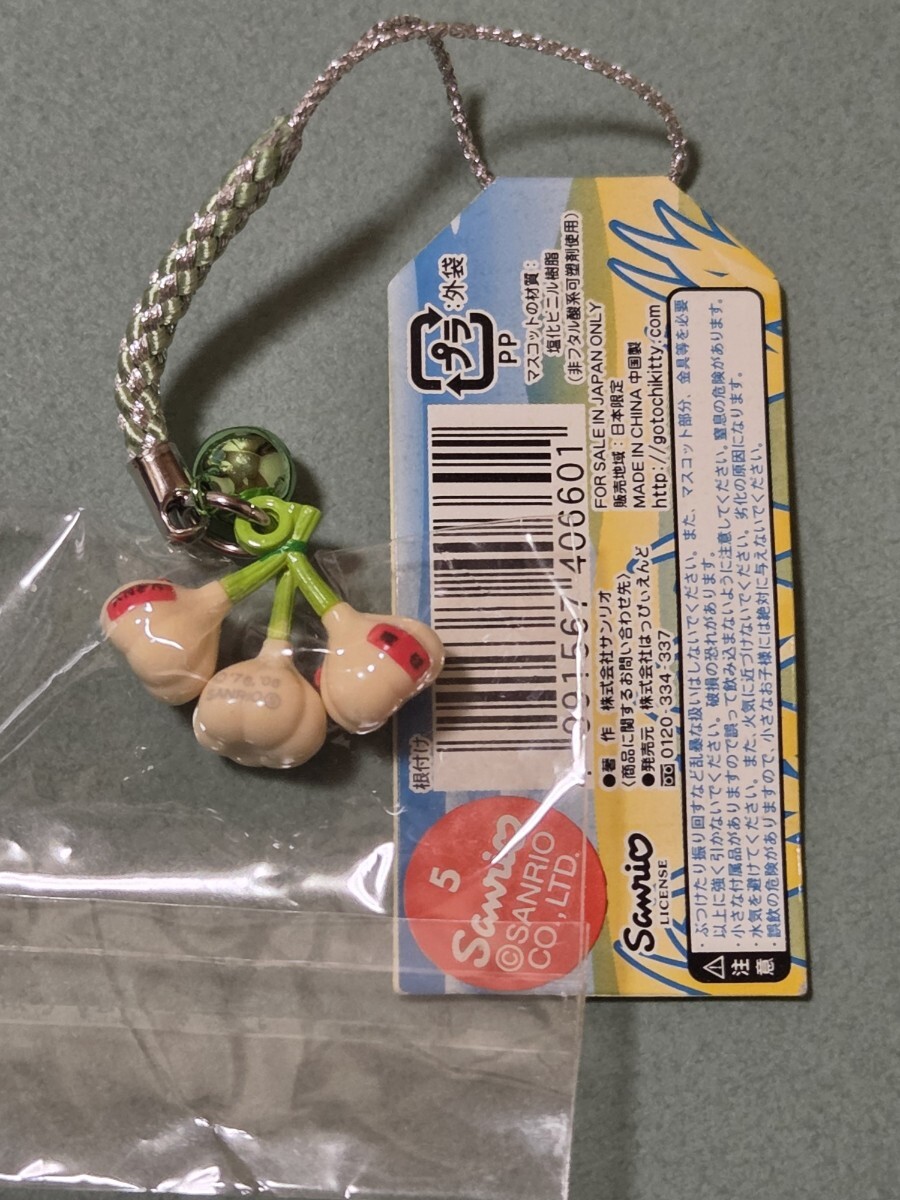 プラ
:外袋
PP
マスコットの材質:
塩化ビニル樹脂
(非フタル酸系可塑剤使用)
根付け
406601
FOR SALE IN JAPAN ONLY
販売地域:日本限定
MADE IN CHINA 中国製
http://gotochikitty.com
●著 作 株式会社サンリオ
〈商品に関するお問い合わせ先〉
●発売元 株式会社はっぴぃえんど
0120-334-337
5
Sanrio
©SANRIO
CO., LTD.
Sanrio
LICENSE
注意
・ぶつけたり振り回すなど乱暴な扱いはしないでください。また、マスコット部分、金具等を必要
以上に強く引かないでください。破損の恐れがあります。
・小さな付属品がありますので誤って飲み込まないように注意してください。窒息の危険があります。
・水気を避けてください。また、火気に近づけないでください。劣化の原因になります。
・誤飲の危険がありますので、小さなお子様には絶対に与えないでください。
SANRIO